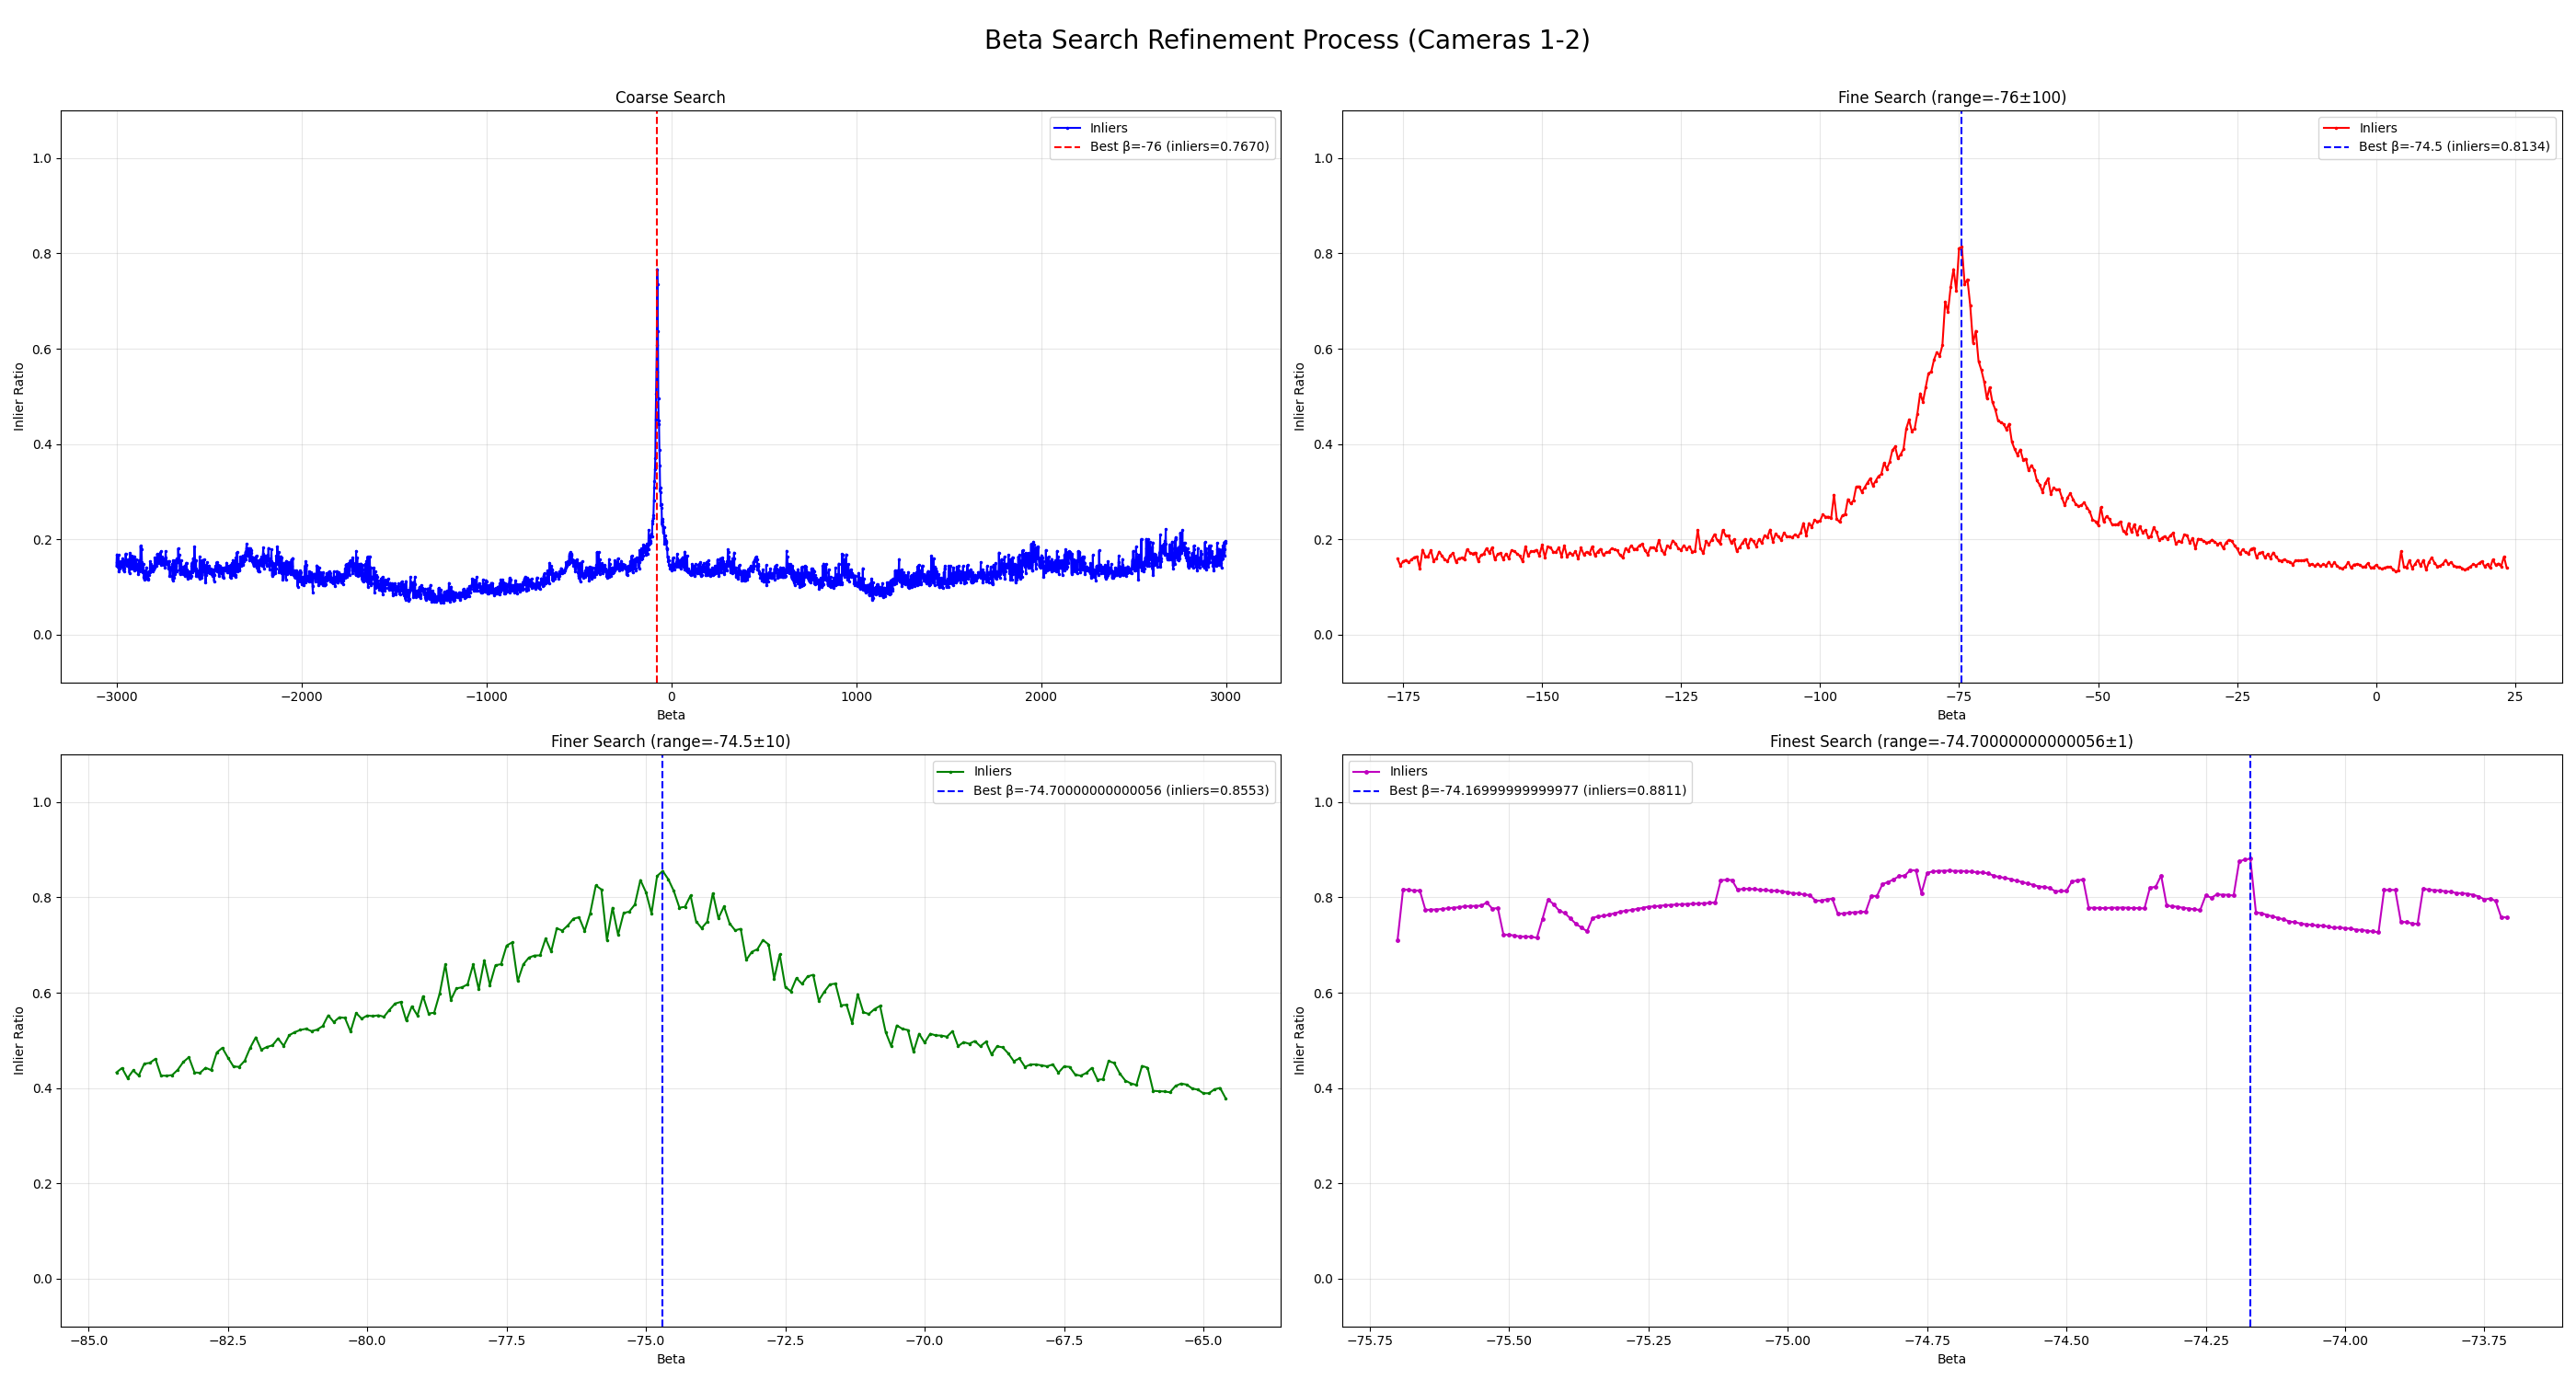 Beta Search Refinement Process (Cameras 1-2)
Coarse Search
Inliers
Best β=-76 (inliers=0.7670)
1.0
0.8
0.6
0.4
0.2
0.0
Inlier Ratio
−3000 −2000 −1000 0 1000 2000 3000
Beta
Fine Search (range=-76±100)
Inliers
Best β=-74.5 (inliers=0.8134)
1.0
0.8
0.6
0.4
0.2
0.0
Inlier Ratio
−175 −150 −125 −100 −75 −50 −25 0 25
Beta
Finer Search (range=-74.5±10)
Inliers
Best β=-74.70000000000056 (inliers=0.8553)
1.0
0.8
0.6
0.4
0.2
0.0
Inlier Ratio
−85.0 −82.5 −80.0 −77.5 −75.0 −72.5 −70.0 −67.5 −65.0
Beta
Finest Search (range=-74.70000000000056±1)
Inliers
Best β=-74.16999999999977 (inliers=0.8811)
1.0
0.8
0.6
0.4
0.2
0.0
Inlier Ratio
−75.75 −75.50 −75.25 −75.00 −74.75 −74.50 −74.25 −74.00 −73.75
Beta